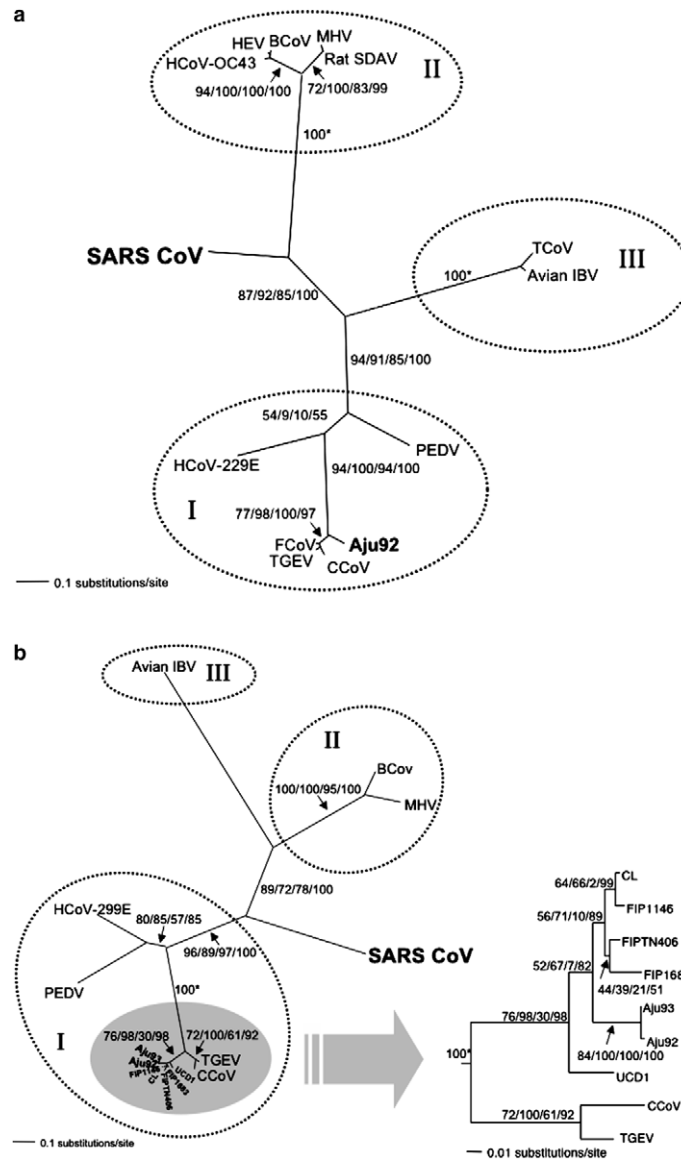 a
MHV
HEV BCoV
HCoV-OC43
Rat SDAV
II
94/100/100/100
72/100/83/99
100*
SARS CoV
TCoV
Avian IBV
III
100*
87/92/85/100
94/91/85/100
54/9/10/55
HCoV-229E
PEDV
94/100/94/100
I
77/98/100/97
FCoV
Aju92
TGEV
CCoV
0.1 substitutions/site
b
Avian IBV
III
II
BCov
100/100/95/100
MHV
89/72/78/100
HCoV-299E
80/85/57/85
96/89/97/100
SARS CoV
PEDV
100*
I
76/98/30/98
72/100/61/92
Aju93
Aju92
UCD1
TGEV
CCoV
FIPTN406
0.1 substitutions/site
CL
64/66/2/99
FIP1146
56/71/10/89
FIPTN406
FIP168
52/67/7/82
44/39/21/51
Aju93
76/98/30/98
Aju92
84/100/100/100
100*
UCD1
CCoV
72/100/61/92
TGEV
0.01 substitutions/site